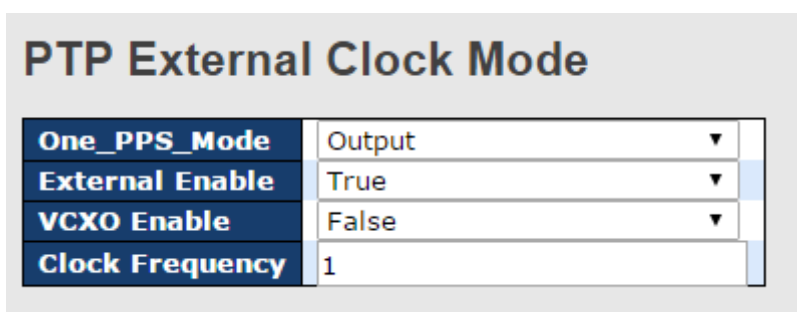 PTP External Clock Mode
One_PPS_Mode Output
External Enable True
VCXO Enable False
Clock Frequency 1